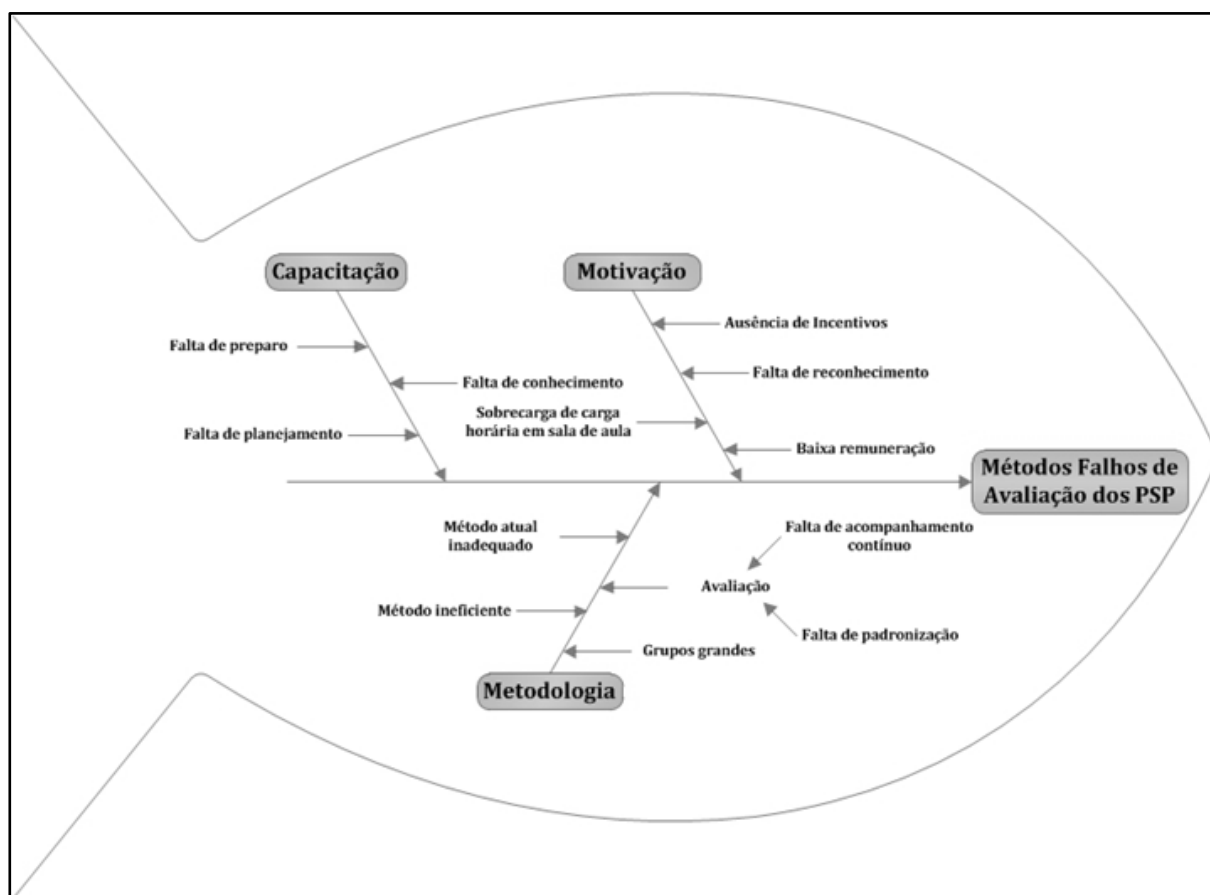 Capacitação
Motivação
Ausência de Incentivos
Falta de preparo
Falta de reconhecimento
Falta de conhecimento
Sobrecarga de carga
horária em sala de aula
Falta de planejamento
Baixa remuneração
Métodos Falhos de
Avaliação dos PSP
Método atual
inadequado
Falta de acompanhamento
contínuo
Avaliação
Método ineficiente
Falta de padronização
Grupos grandes
Metodologia